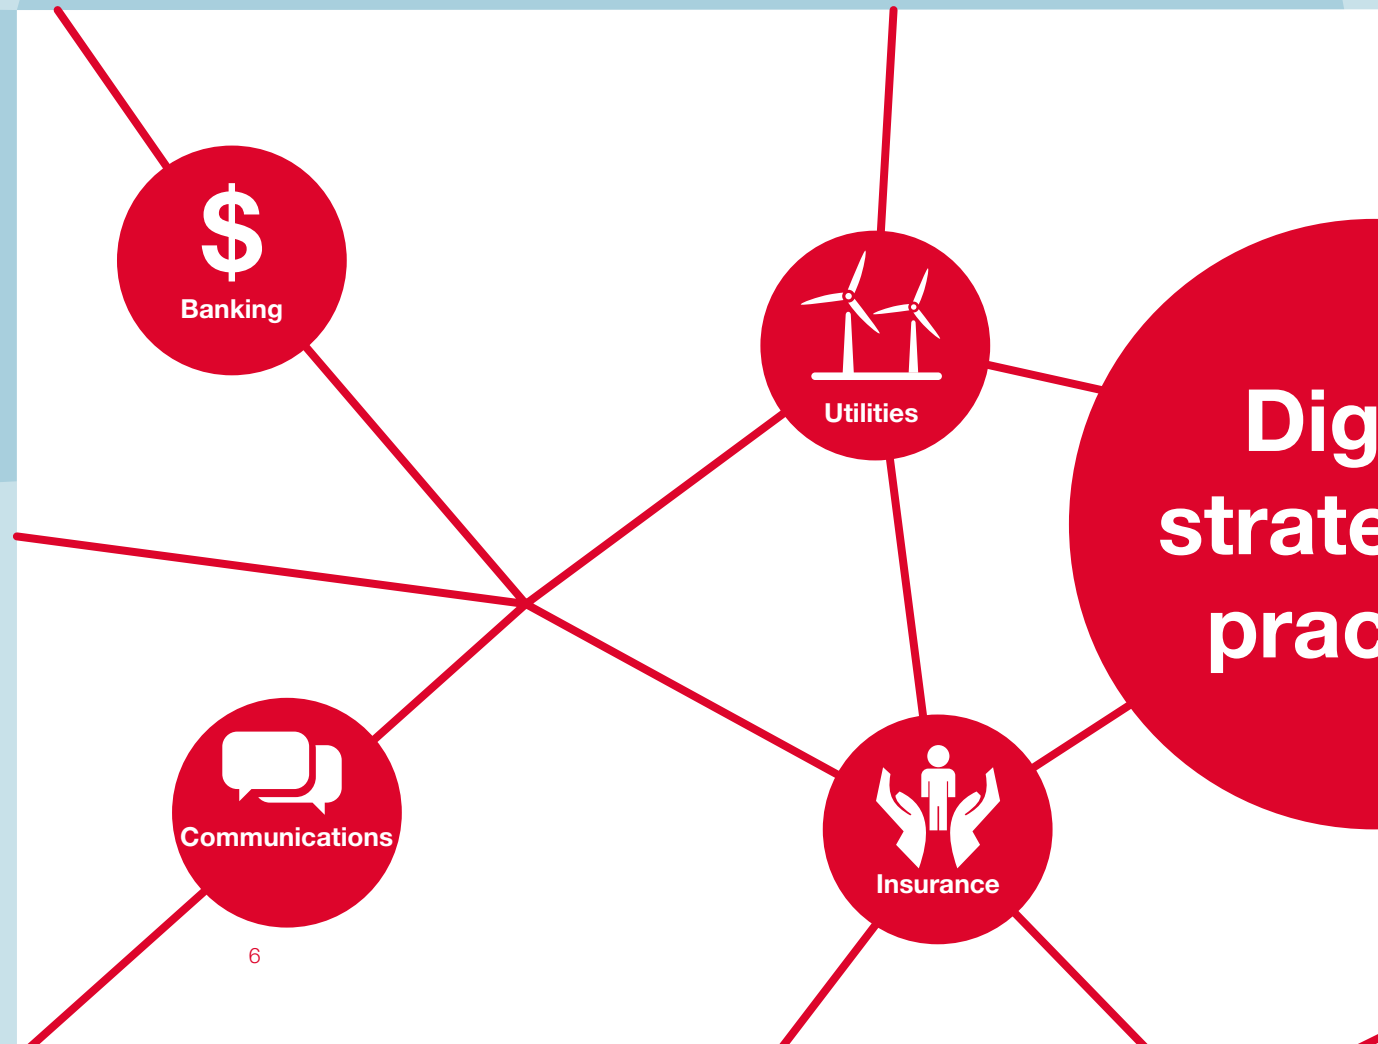 $
Banking
Utilities
Dig
strate
prac
Communications
Insurance
6